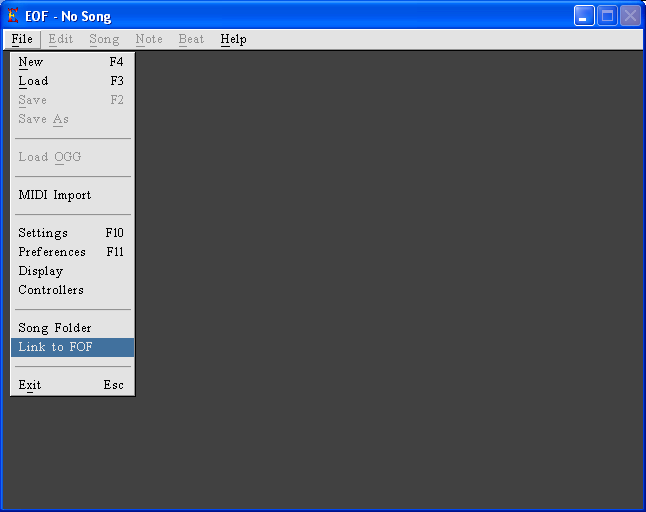 EOF - No Song
File Edit Song Note Beat Help
New F4
Load F3
Save F2
Save As
Load OGG
MIDI Import
Settings F10
Preferences F11
Display
Controllers
Song Folder
Link to FOF
Exit Esc